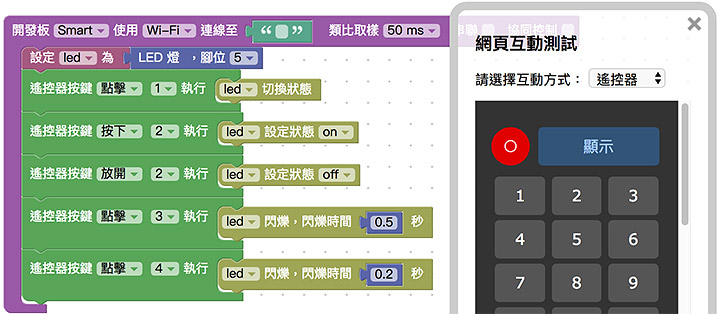 開發板 Smart 使用 Wi-Fi 連線至 “ ” 類比取樣 50 ms 串聯 協同控制
設定 led 為 LED 燈 ，腳位 5
遙控器按鍵 點擊 1 執行 led 切換狀態
遙控器按鍵 按下 2 執行 led 設定狀態 on
遙控器按鍵 放開 2 執行 led 設定狀態 off
遙控器按鍵 點擊 3 執行 led 閃爍，閃爍時間 0.5 秒
遙控器按鍵 點擊 4 執行 led 閃爍，閃爍時間 0.2 秒
網頁互動測試
請選擇互動方式： 遙控器
顯示
1 2 3
4 5 6
7 8 9